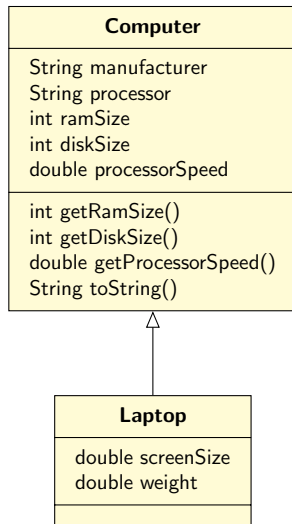 Computer
String manufacturer
String processor
int ramSize
int diskSize
double processorSpeed
int getRamSize()
int getDiskSize()
double getProcessorSpeed()
String toString()
Laptop
double screenSize
double weight